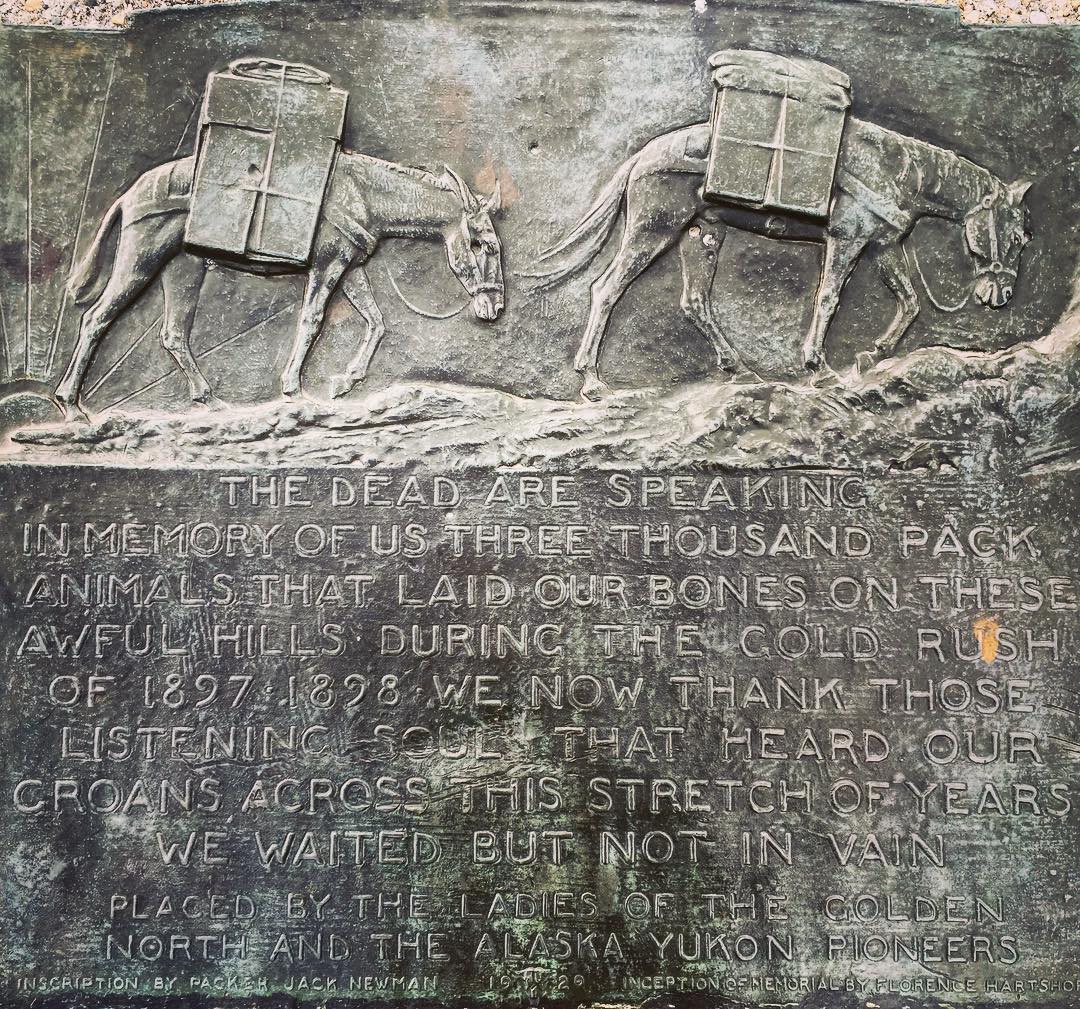 THE DEAD ARE SPEAKING
IN MEMORY OF US THREE THOUSAND PACK
ANIMALS THAT LAID OUR BONES ON THESE
AWFUL HILLS DURING THE GOLD RUSH
OF 1897·1898·WE NOW THANK THOSE
LISTENING SOULS THAT HEARD OUR
GROANS ACROSS THIS STRETCH OF YEARS
WE WAITED BUT NOT IN VAIN
PLACED BY THE LADIES OF THE GOLDEN
NORTH AND THE ALASKA YUKON PIONEERS
INSCRIPTION BY PACKER JACK NEWMAN INCEPTION OF MEMORIAL BY FLORENCE HARTSHOR